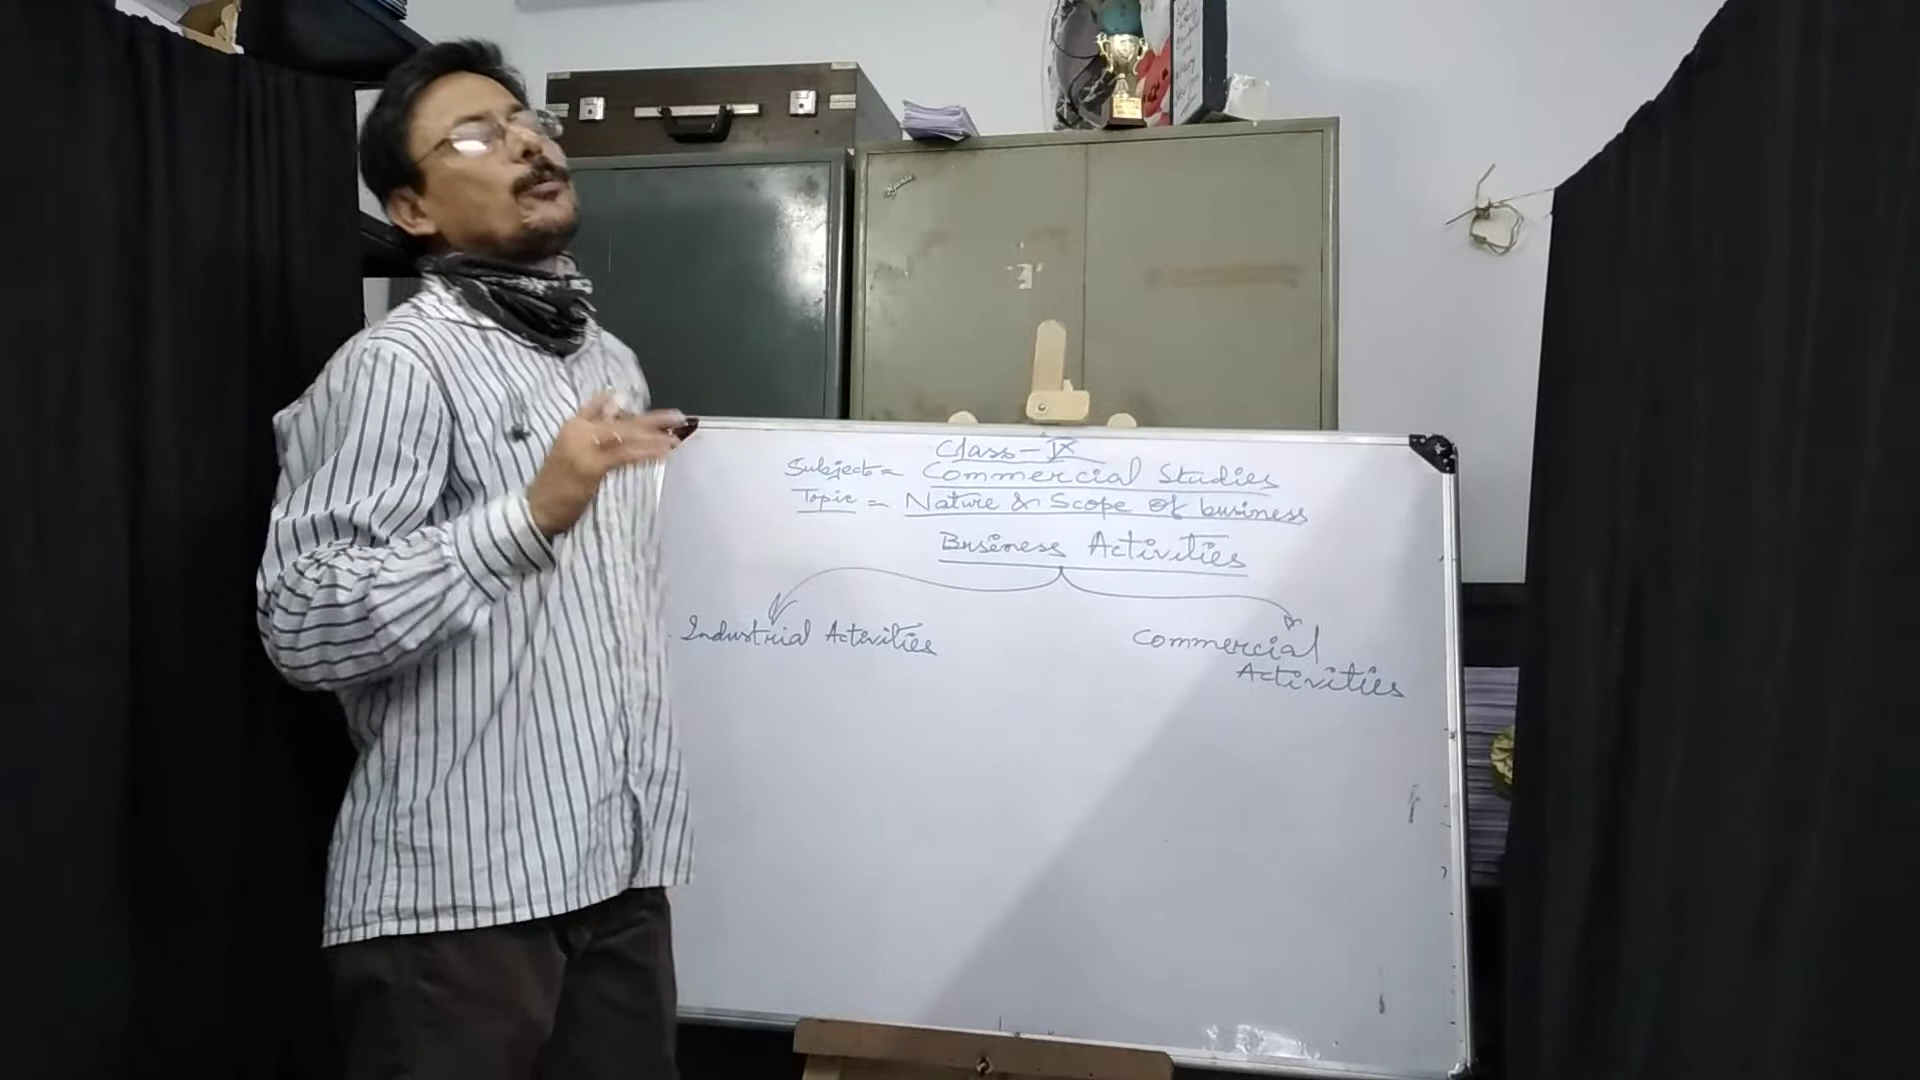 Class-IX
Subject = Commercial Studies
Topic = Nature & Scope of business
Business Activities
Industrial Activities
Commercial
Activities